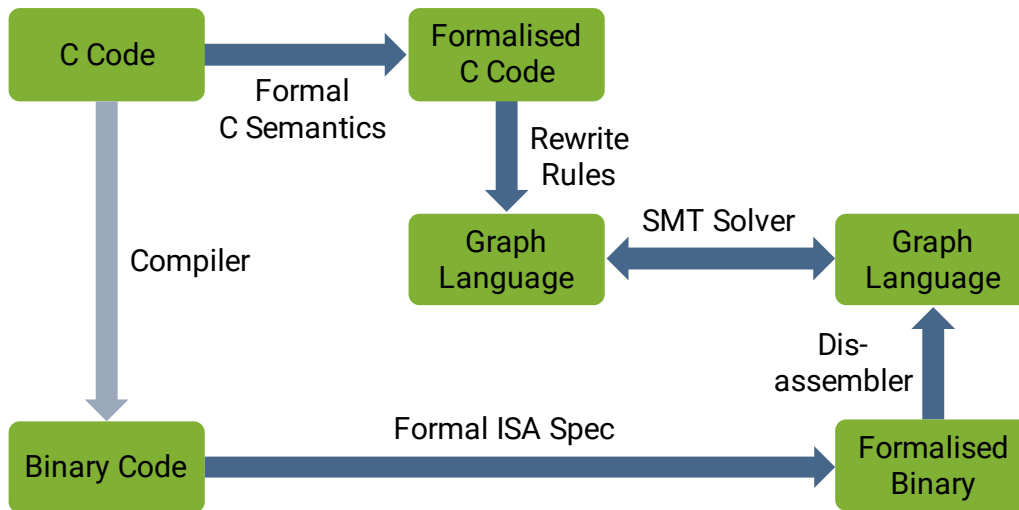 C Code
Formal
C Semantics
Formalised
C Code
Rewrite
Rules
Compiler
Graph
Language
SMT Solver
Graph
Language
Dis-
assembler
Binary Code
Formal ISA Spec
Formalised
Binary